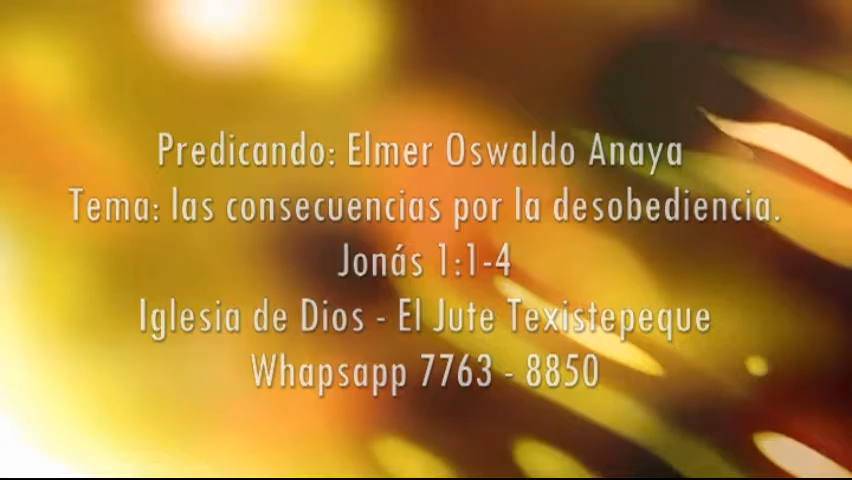 Predicando: Elmer Oswaldo Anaya
Tema: las consecuencias por la desobediencia.
Jonás 1:1-4
Iglesia de Dios - El Jute Texistepeque
Whapsapp 7763 - 8850